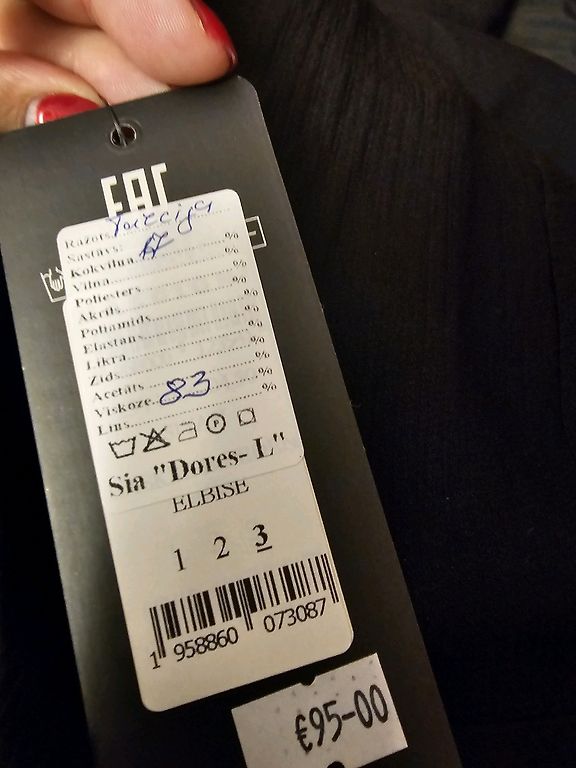 EAC
Ražots Turcija
Sastāvs:
Kokvilna 17 %
Vilna %
Poliesters %
Akrils %
Poliamids %
Elastāns %
Likra %
Zīds %
Acetāts %
Viskoze 83 %
Lins %
P
Sia "Dores- L"
ELBISE
1 2 3
1 958860 073087
€95-00